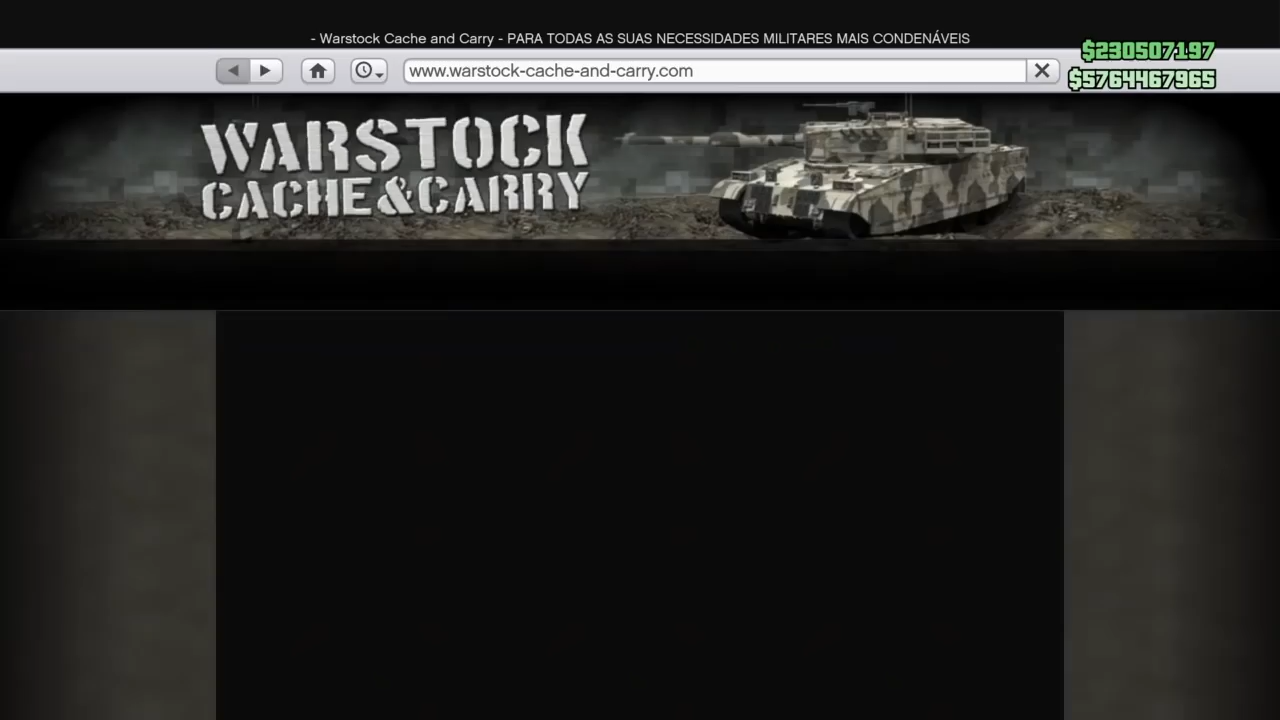 - Warstock Cache and Carry - PARA TODAS AS SUAS NECESSIDADES MILITARES MAIS CONDENÁVEIS
$230507197
www.warstock-cache-and-carry.com
$5764467965
WARSTOCK
CACHE&CARRY